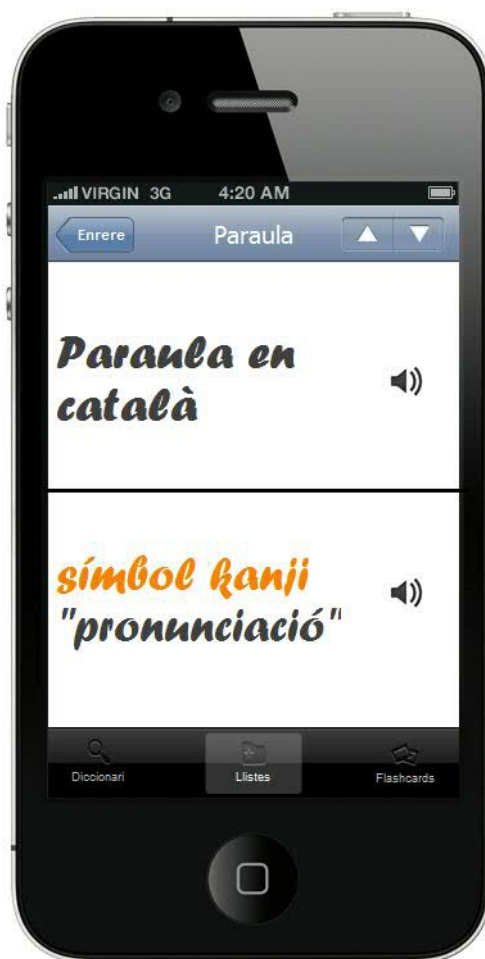 VIRGIN 3G 4:20 AM
Enrere Paraula
Paraula en
català
símbol kanji
"pronunciació"
Diccionari Llistes Flashcards